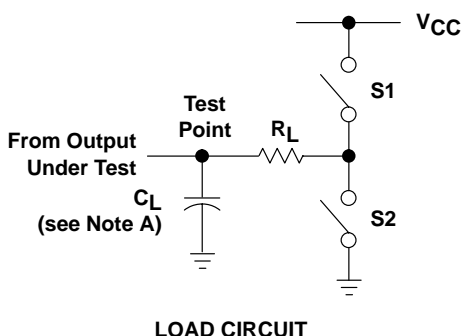 VCC
S1
Test
Point
RL
From Output
Under Test
CL
(see Note A)
S2
LOAD CIRCUIT